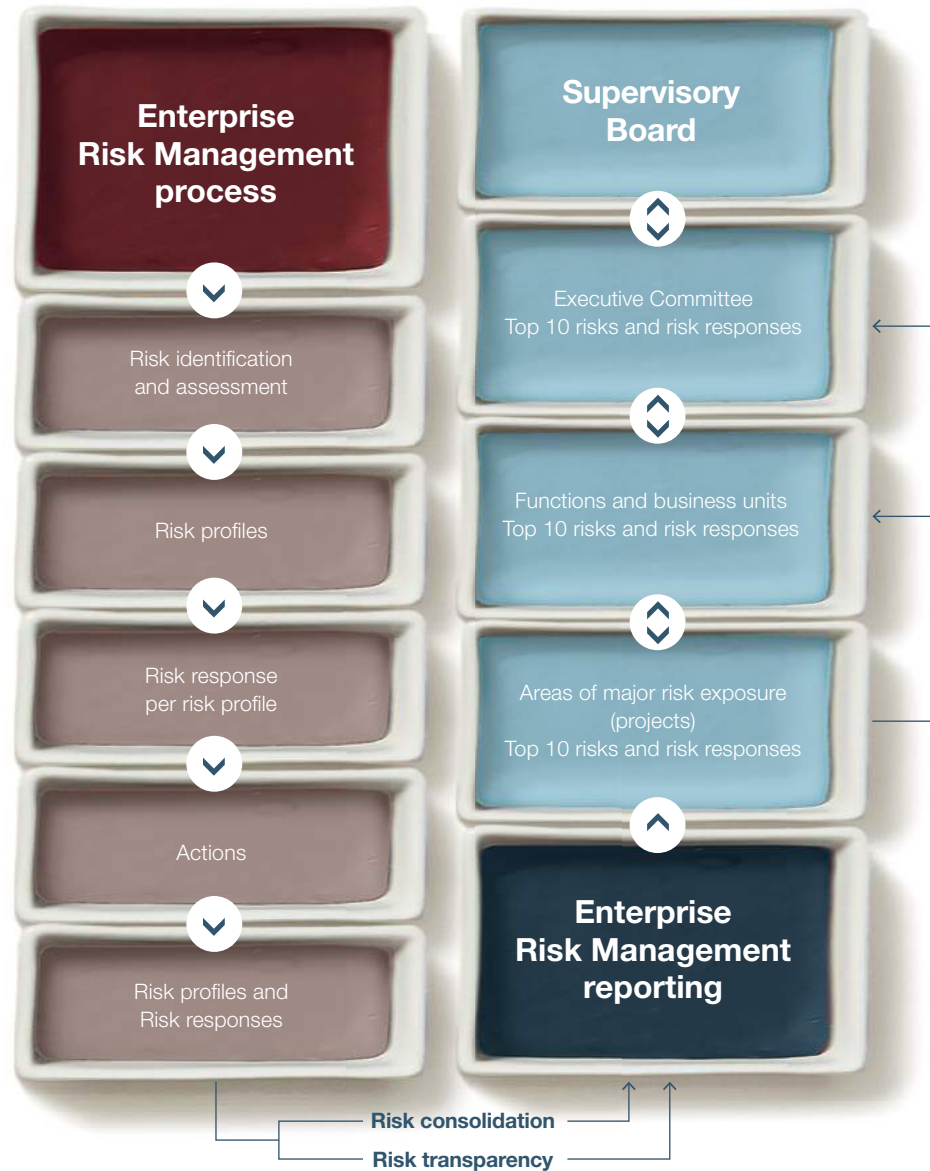 Enterprise
Risk Management
process
Risk identification
and assessment
Risk profiles
Risk response
per risk profile
Actions
Risk profiles and
Risk responses
Supervisory
Board
Executive Committee
Top 10 risks and risk responses
Functions and business units
Top 10 risks and risk responses
Areas of major risk exposure
(projects)
Top 10 risks and risk responses
Enterprise
Risk Management
reporting
Risk consolidation
Risk transparency